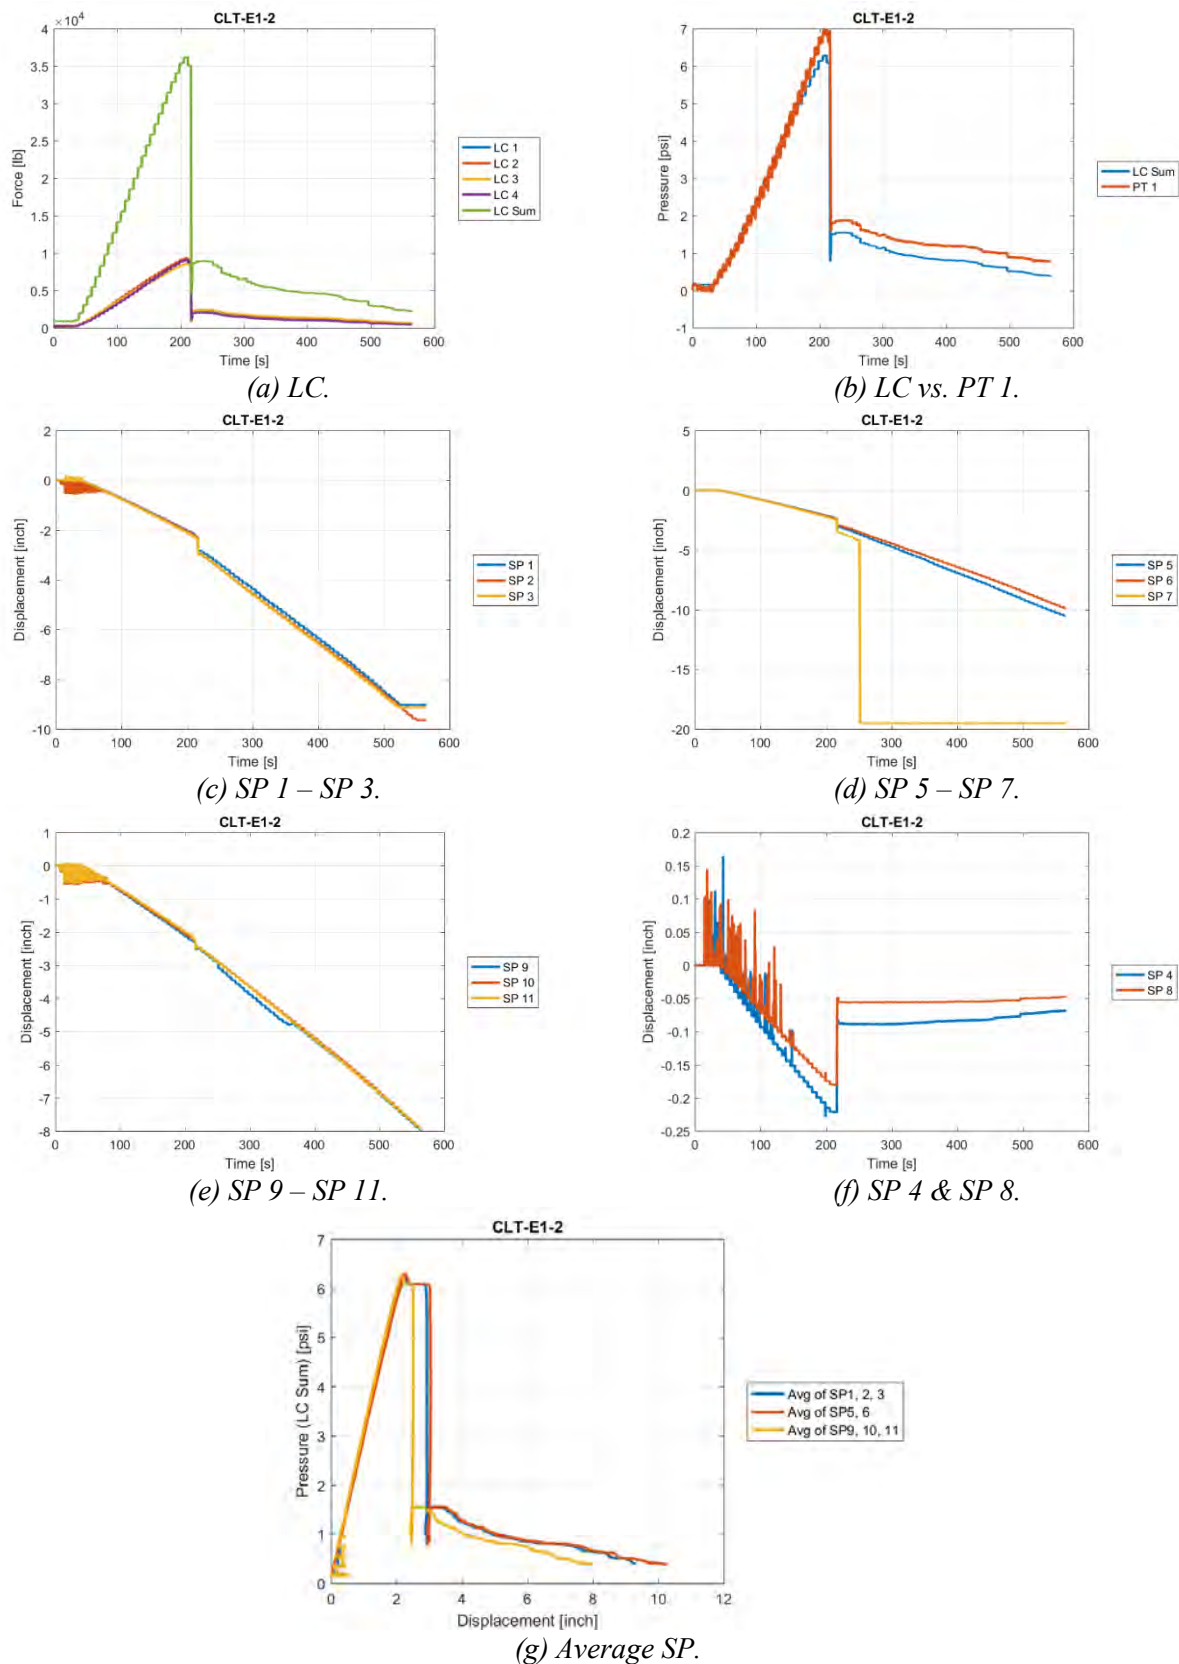 CLT-E1-2
×10⁴
4
3.5
3
2.5
2
1.5
1
0.5
0
0 100 200 300 400 500 600
Force [lb]
Time [s]
LC 1
LC 2
LC 3
LC 4
LC Sum
(a) LC.
CLT-E1-2
7
6
5
4
3
2
1
0
-1
0 100 200 300 400 500 600
Pressure [psi]
Time [s]
LC Sum
PT 1
(b) LC vs. PT 1.
CLT-E1-2
2
0
-2
-4
-6
-8
-10
0 100 200 300 400 500 600
Displacement [inch]
Time [s]
SP 1
SP 2
SP 3
(c) SP 1 – SP 3.
CLT-E1-2
5
0
-5
-10
-15
-20
0 100 200 300 400 500 600
Displacement [inch]
Time [s]
SP 5
SP 6
SP 7
(d) SP 5 – SP 7.
CLT-E1-2
1
0
-1
-2
-3
-4
-5
-6
-7
-8
0 100 200 300 400 500 600
Displacement [inch]
Time [s]
SP 9
SP 10
SP 11
(e) SP 9 – SP 11.
CLT-E1-2
0.2
0.15
0.1
0.05
0
-0.05
-0.1
-0.15
-0.2
-0.25
0 100 200 300 400 500 600
Displacement [inch]
Time [s]
SP 4
SP 8
(f) SP 4 & SP 8.
CLT-E1-2
7
6
5
4
3
2
1
0
0 2 4 6 8 10 12
Pressure (LC Sum) [psi]
Displacement [inch]
Avg of SP1, 2, 3
Avg of SP5, 6
Avg of SP9, 10, 11
(g) Average SP.